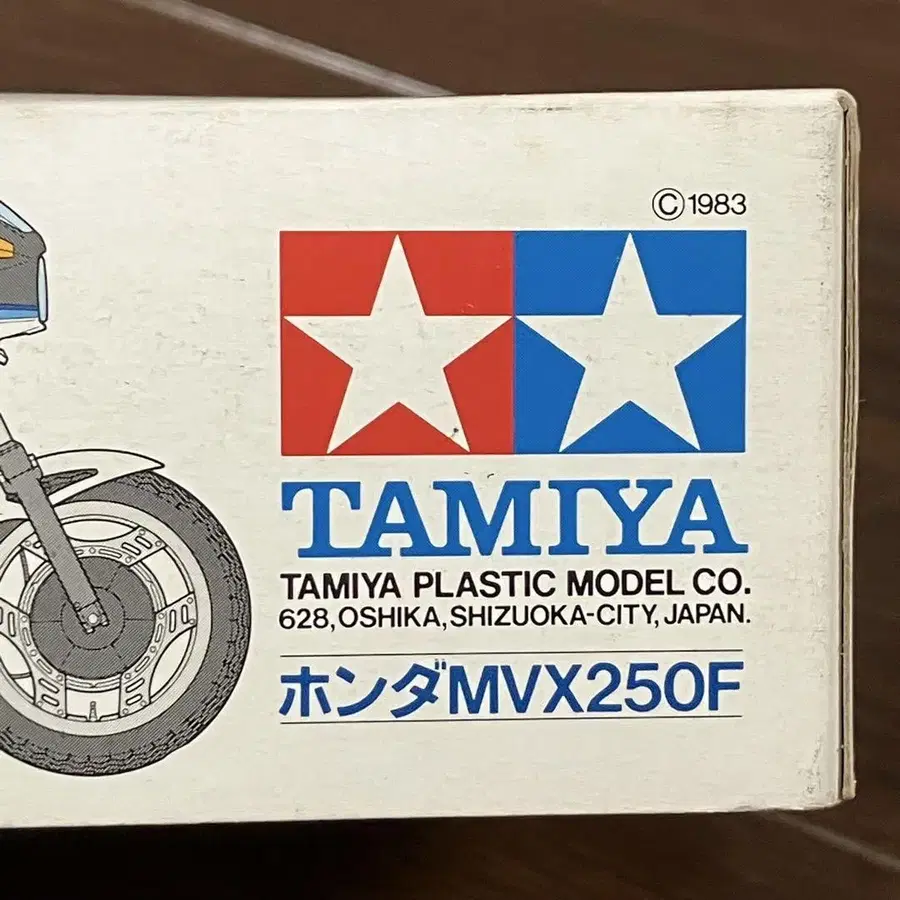 ©1983
TAMIYA
TAMIYA PLASTIC MODEL CO.
628, OSHIKA, SHIZUOKA-CITY, JAPAN.
ホンダMVX250F